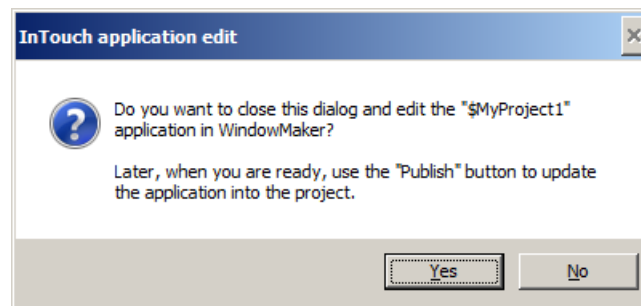 InTouch application edit
Do you want to close this dialog and edit the "$MyProject1"
application in WindowMaker?
Later, when you are ready, use the "Publish" button to update
the application into the project.
Yes
No